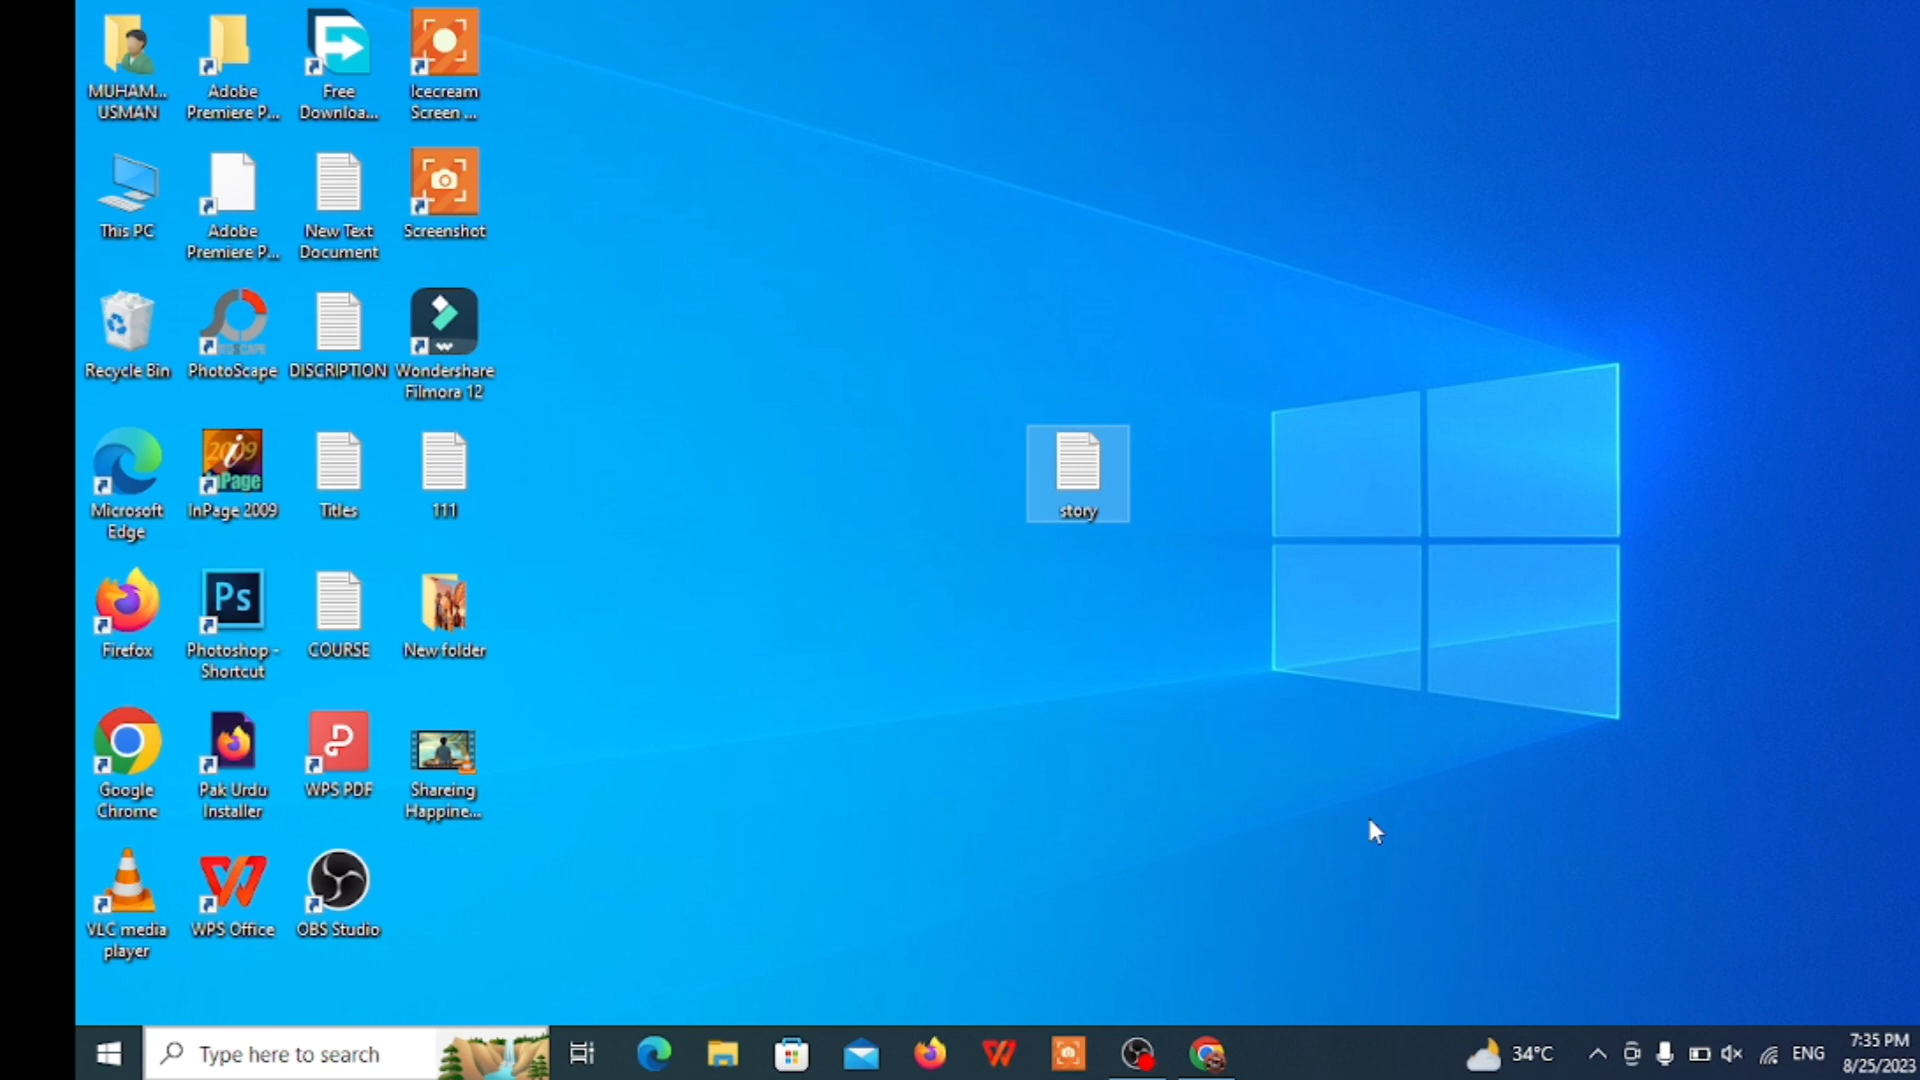 MUHAM...
USMAN
Adobe
Premiere P...
Free
Downloa...
Icecream
Screen ...
This PC
Adobe
Premiere P...
New Text
Document
Screenshot
Recycle Bin
PhotoScape
DISCRIPTION
Wondershare
Filmora 12
Microsoft
Edge
2009
InPage
InPage 2009
Titles
111
story
Firefox
Ps
Photoshop -
Shortcut
COURSE
New folder
Google
Chrome
Pak Urdu
Installer
WPS PDF
Shareing
Happine...
VLC media
player
WPS Office
OBS Studio
Type here to search
34°C
ENG
7:35 PM
8/25/2023